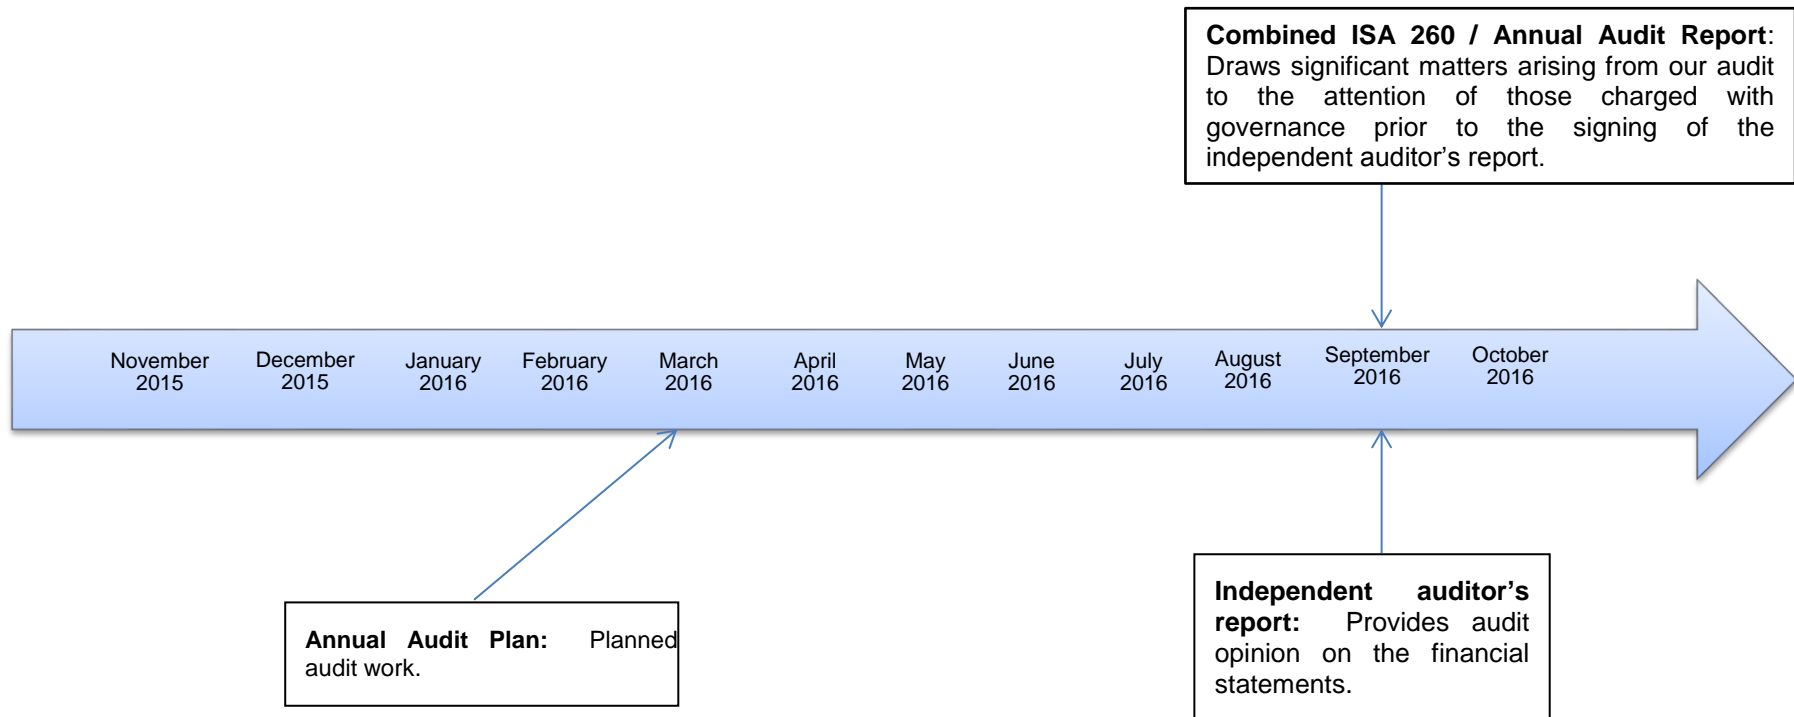 Combined ISA 260 / Annual Audit Report:
Draws significant matters arising from our audit
to the attention of those charged with
governance prior to the signing of the
independent auditor’s report.
November 2015
December 2015
January 2016
February 2016
March 2016
April 2016
May 2016
June 2016
July 2016
August 2016
September 2016
October 2016
Annual Audit Plan: Planned
audit work.
Independent auditor’s
report: Provides audit
opinion on the financial
statements.